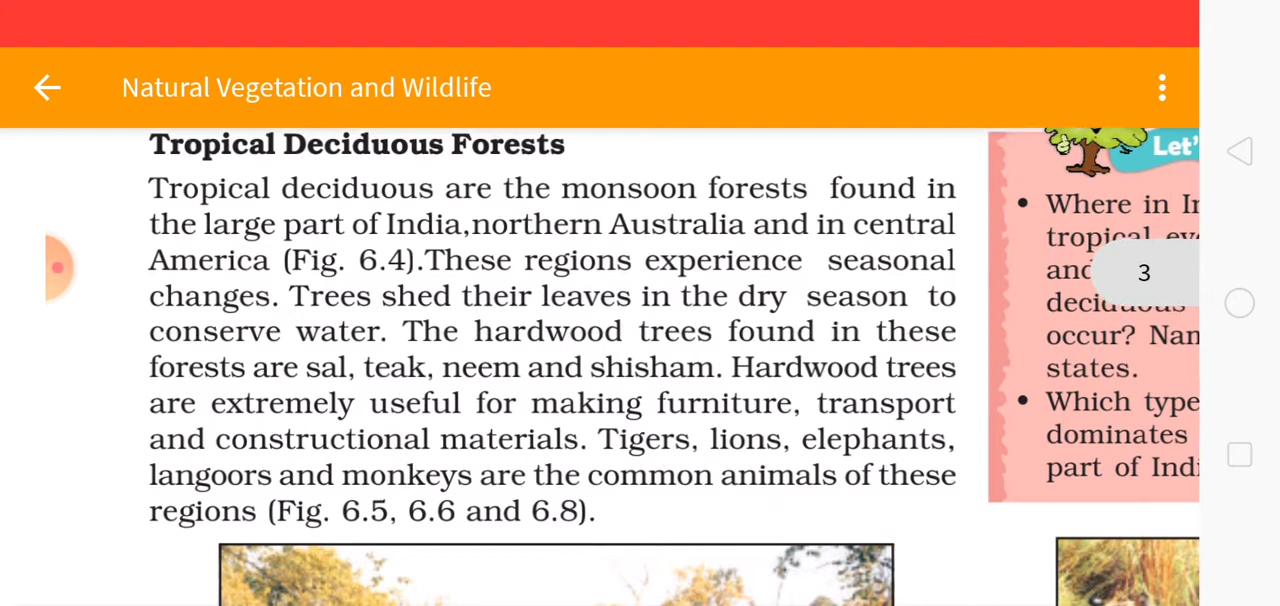 Natural Vegetation and Wildlife
Tropical Deciduous Forests
Tropical deciduous are the monsoon forests found in
the large part of India,northern Australia and in central
America (Fig. 6.4).These regions experience seasonal
changes. Trees shed their leaves in the dry season to
conserve water. The hardwood trees found in these
forests are sal, teak, neem and shisham. Hardwood trees
are extremely useful for making furniture, transport
and constructional materials. Tigers, lions, elephants,
langoors and monkeys are the common animals of these
regions (Fig. 6.5, 6.6 and 6.8).
Let'
• Where in
tropical
and
3
deciduous
occur?
states.
• Which type
dominates
part of